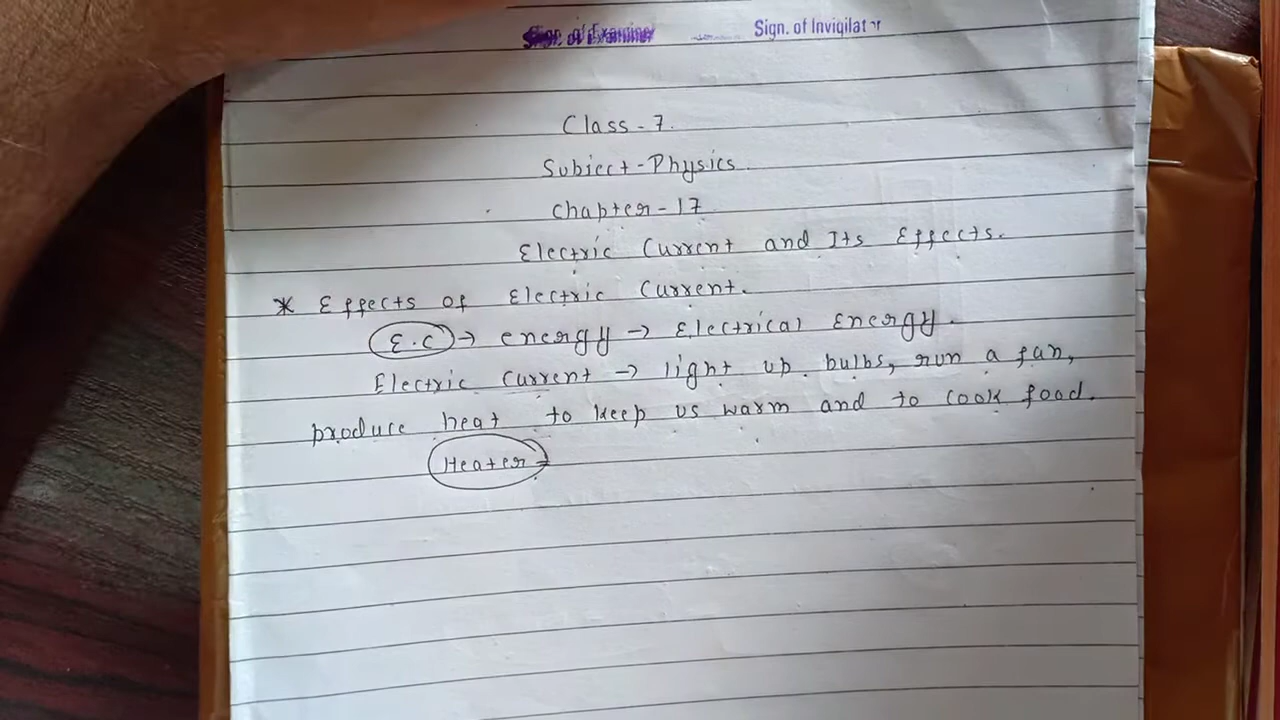 Sign. of Examiner Sign. of Invigilator
Class - 7.
Subject - Physics
Chapter - 17
Electric Current and Its Effects.
* Effects of Electric Current.
E.C → energy → Electrical Energy.
Electric Current → light up bulbs, run a fan,
produce heat to keep us warm and to cook food.
Heater